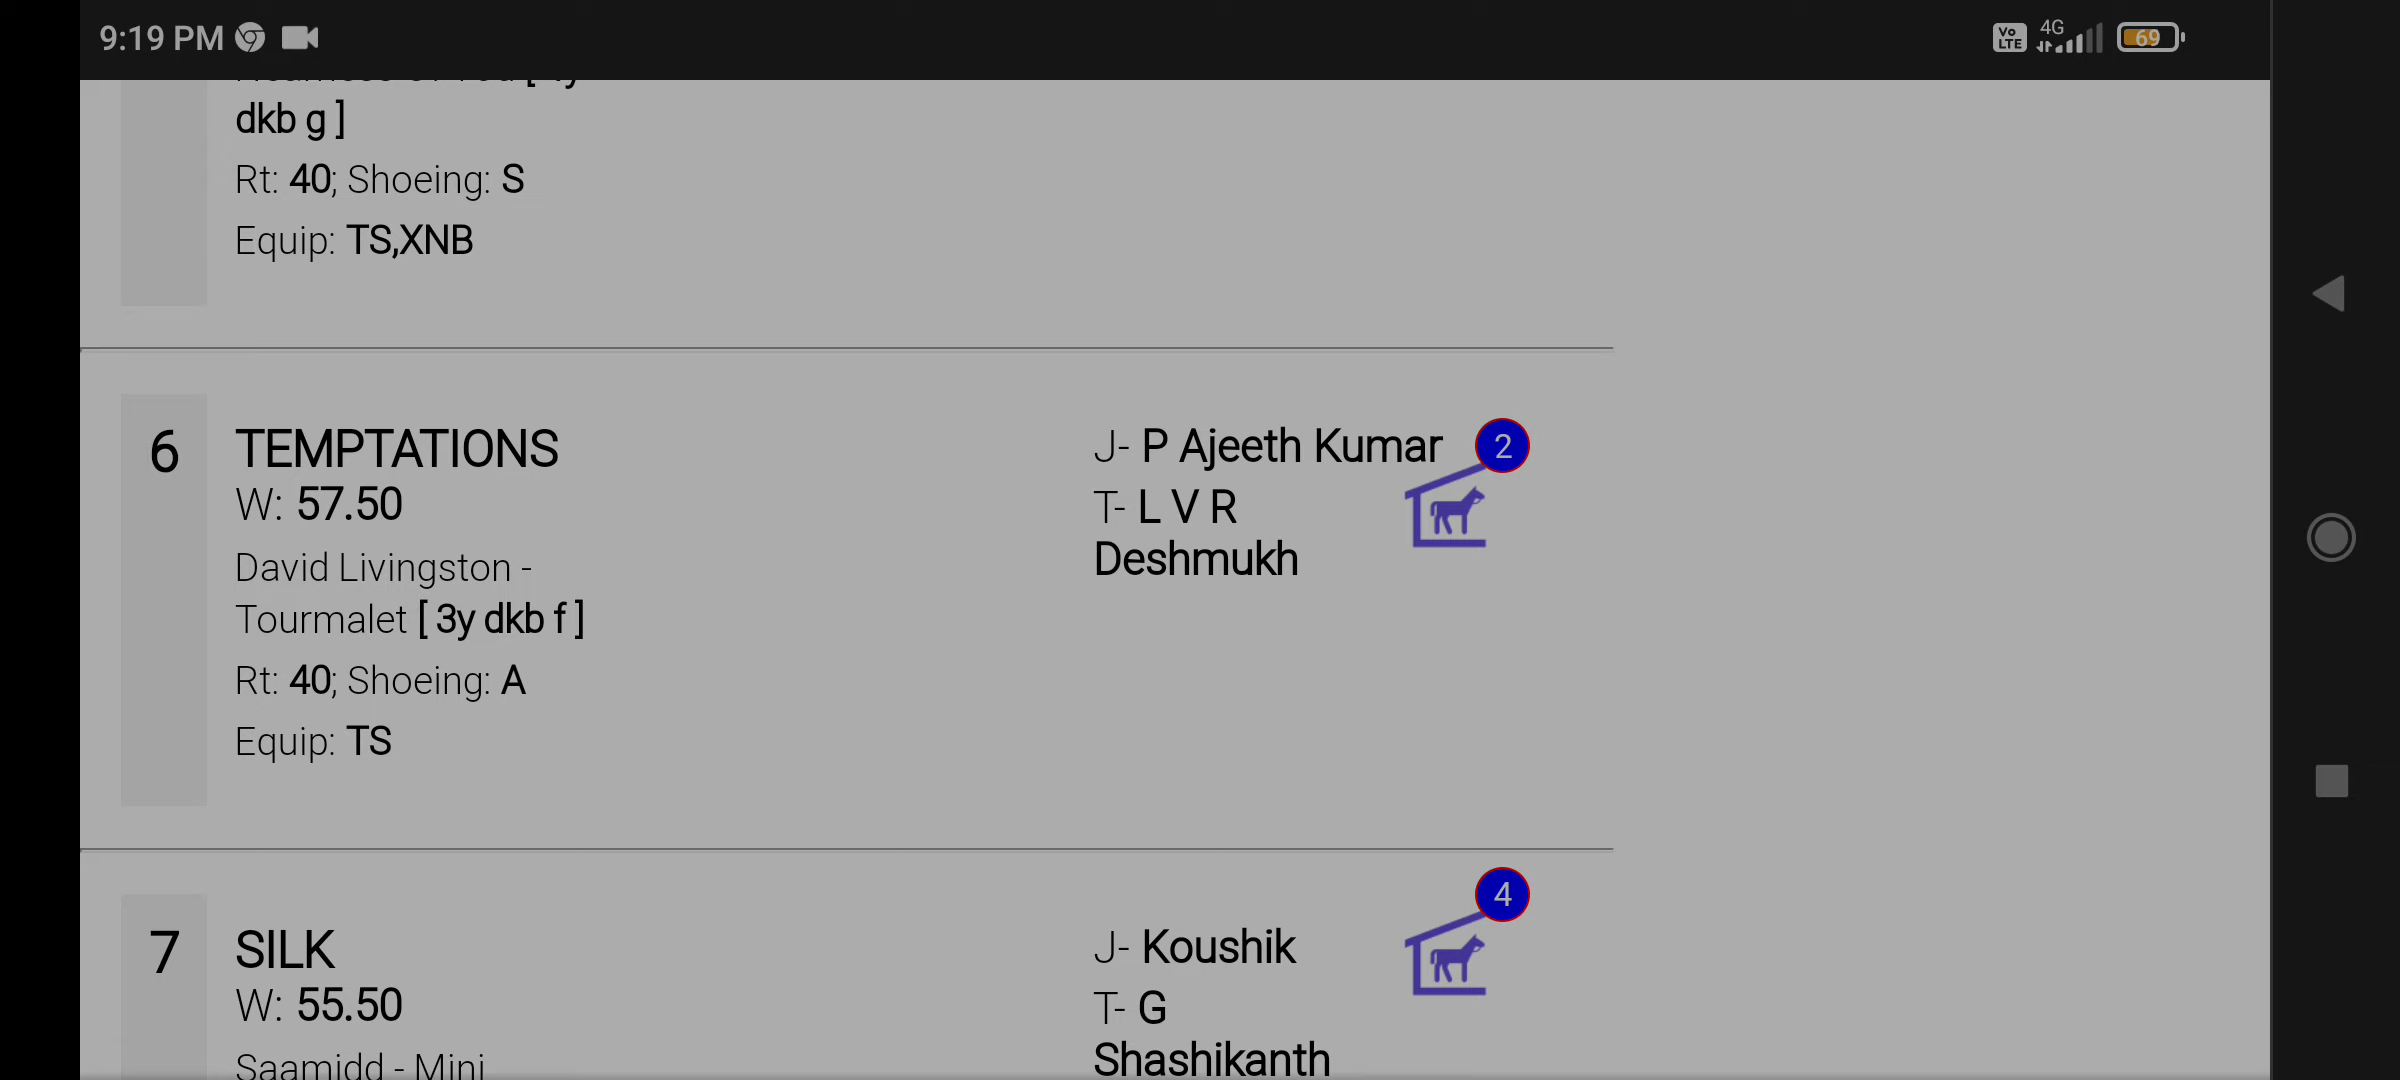 9:19 PM
Vo LTE 4G 69
dkb g ]
Rt: 40; Shoeing: S
Equip: TS,XNB
6
TEMPTATIONS
W: 57.50
David Livingston -
Tourmalet [ 3y dkb f ]
Rt: 40; Shoeing: A
Equip: TS
J- P Ajeeth Kumar
2
T- L V R
Deshmukh
7
SILK
W: 55.50
Saamidd - Mini
J- Koushik
4
T- G
Shashikanth